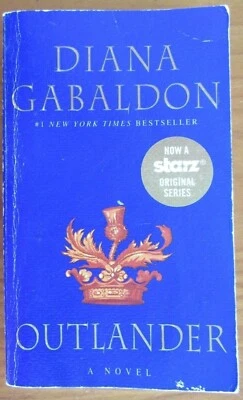 DIANA
GABALDON
#1 NEW YORK TIMES BESTSELLER
NOW A
starz®
ORIGINAL
SERIES
OUTLANDER
A NOVEL